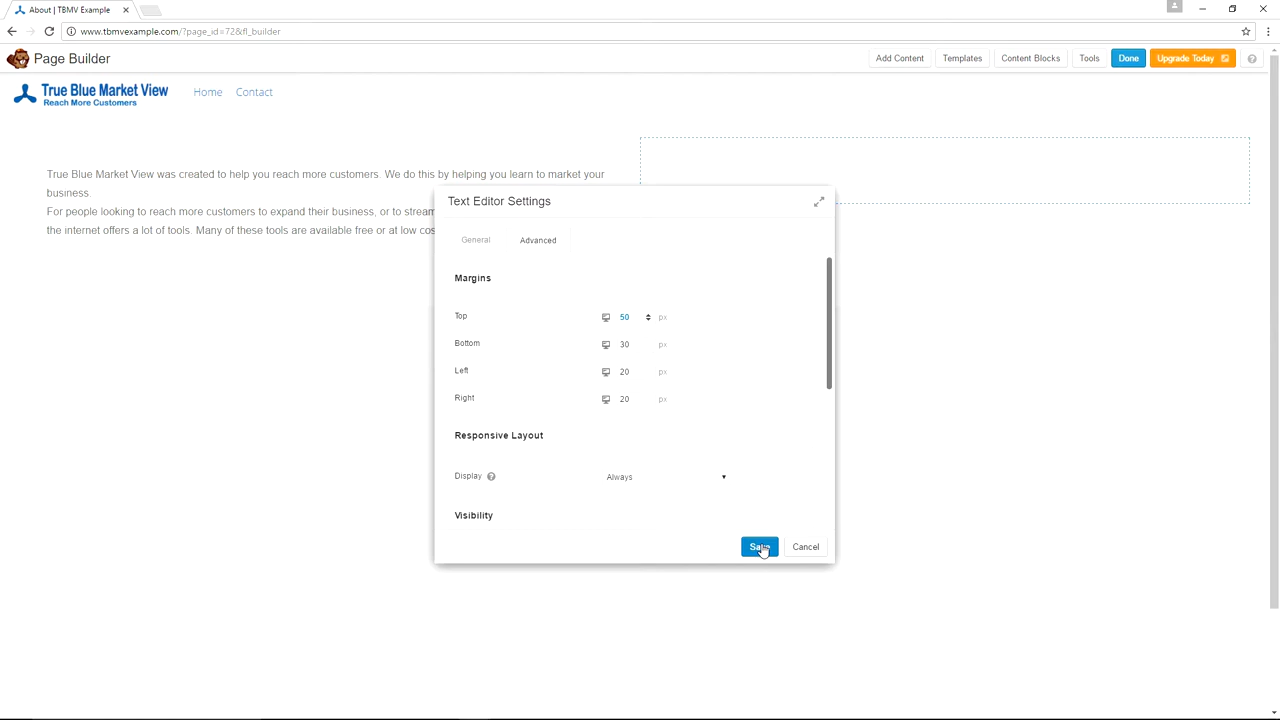 About | TBMV Example
www.tbmvexample.com/?page_id=72&fl_builder
Page Builder
Add Content
Templates
Content Blocks
Tools
Done
Upgrade Today
True Blue Market View
Reach More Customers
Home
Contact
True Blue Market View was created to help you reach more customers. We do this by helping you learn to market your
business.
For people looking to reach more customers to expand their business, or to stream
the internet offers a lot of tools. Many of these tools are available free or at low cos
Text Editor Settings
General
Advanced
Margins
Top 50 px
Bottom 30 px
Left 20 px
Right 20 px
Responsive Layout
Display ? Always
Visibility
Save
Cancel